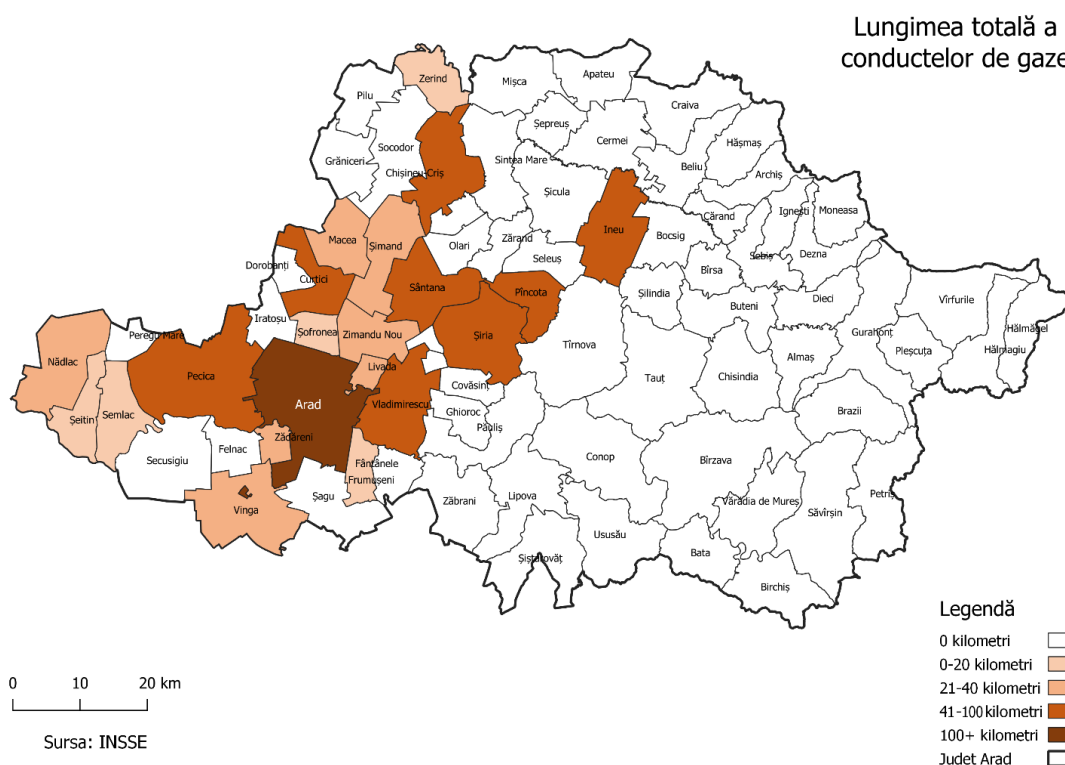 Lungimea totală a
conductelor de gaze
Zerind
Mișca
Apateu
Pilu
Craiva
Șepreuș
Cermei
Hășmaș
Socodor
Grăniceri
Chișineu-Criș
Sintea Mare
Beliu
Archiș
Șicula
Ignești
Moneasa
Cărand
Macea
Șimand
Olari
Zărand
Ineu
Bocsig
Sebiș
Dezna
Dorobanți
Seleuș
Bîrsa
Curtici
Sântana
Pîncota
Șilindia
Dieci
Vîrfurile
Buteni
Iratoșu
Șofronea
Zimandu Nou
Șiria
Hălmăgel
Peregu Mare
Gurahonț
Nădlac
Tîrnova
Almaș
Pleșcuța
Hălmagiu
Pecica
Livada
Tauț
Chisindia
Covăsinț
Arad
Vladimirescu
Ghioroc
Brazii
Șeitin
Semlac
Păuliș
Zădăreni
Felnac
Secusigiu
Fântânele
Conop
Bîrzava
Frumușeni
Șagu
Zăbrani
Lipova
Vărădia de Mureș
Petriș
Vinga
Săvîrșin
Ususău
Bata
Șiștarovăț
Birchiș
Legendă
0 kilometri
0-20 kilometri
21-40 kilometri
41-100 kilometri
100+ kilometri
Judet Arad
0 10 20 km
Sursa: INSSE